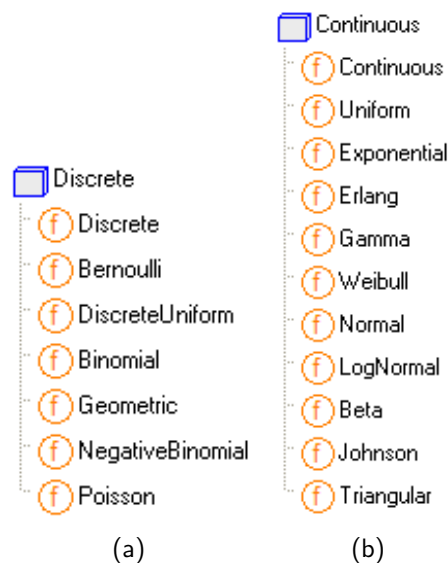 Discrete
f Discrete
f Bernoulli
f DiscreteUniform
f Binomial
f Geometric
f NegativeBinomial
f Poisson
(a)
Continuous
f Continuous
f Uniform
f Exponential
f Erlang
f Gamma
f Weibull
f Normal
f LogNormal
f Beta
f Johnson
f Triangular
(b)